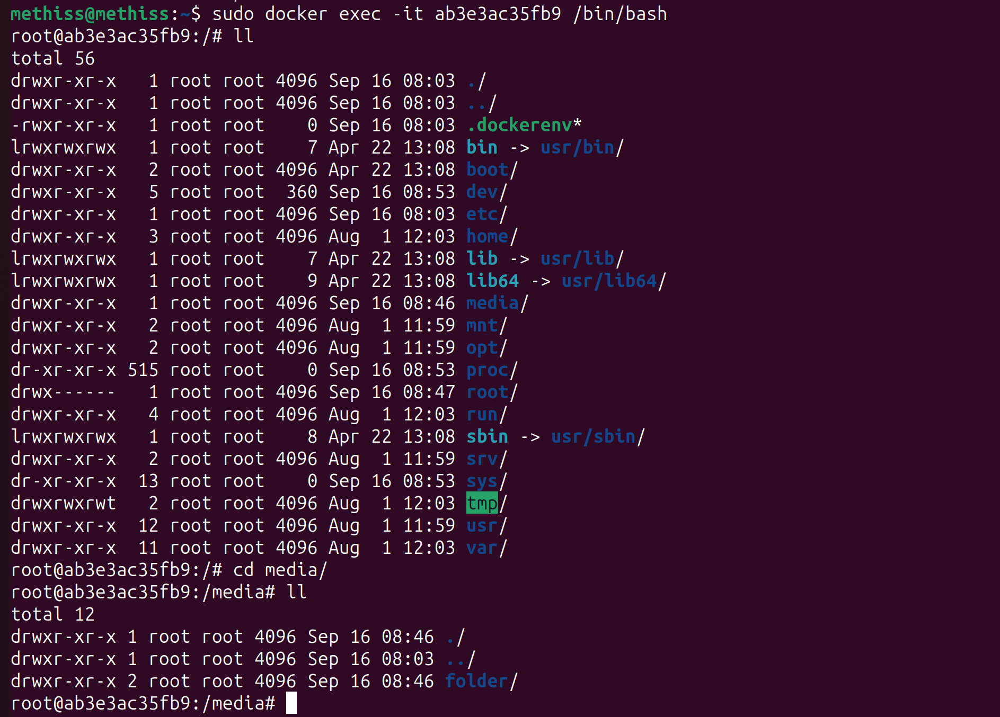 methiss@methiss:~$ sudo docker exec -it ab3e3ac35fb9 /bin/bash
root@ab3e3ac35fb9:/# ll
total 56
drwxr-xr-x   1 root root 4096 Sep 16 08:03 ./
drwxr-xr-x   1 root root 4096 Sep 16 08:03 ../
-rwxr-xr-x   1 root root    0 Sep 16 08:03 .dockerenv*
lrwxrwxrwx   1 root root    7 Apr 22 13:08 bin -> usr/bin/
drwxr-xr-x   2 root root 4096 Apr 22 13:08 boot/
drwxr-xr-x   5 root root  360 Sep 16 08:53 dev/
drwxr-xr-x   1 root root 4096 Sep 16 08:03 etc/
drwxr-xr-x   3 root root 4096 Aug  1 12:03 home/
lrwxrwxrwx   1 root root    7 Apr 22 13:08 lib -> usr/lib/
lrwxrwxrwx   1 root root    9 Apr 22 13:08 lib64 -> usr/lib64/
drwxr-xr-x   1 root root 4096 Sep 16 08:46 media/
drwxr-xr-x   2 root root 4096 Aug  1 11:59 mnt/
drwxr-xr-x   2 root root 4096 Aug  1 11:59 opt/
dr-xr-xr-x 515 root root    0 Sep 16 08:53 proc/
drwx------   1 root root 4096 Sep 16 08:47 root/
drwxr-xr-x   4 root root 4096 Aug  1 12:03 run/
lrwxrwxrwx   1 root root    8 Apr 22 13:08 sbin -> usr/sbin/
drwxr-xr-x   2 root root 4096 Aug  1 11:59 srv/
dr-xr-xr-x  13 root root    0 Sep 16 08:53 sys/
drwxrwxrwt   2 root root 4096 Aug  1 12:03 tmp/
drwxr-xr-x  12 root root 4096 Aug  1 11:59 usr/
drwxr-xr-x  11 root root 4096 Aug  1 12:03 var/
root@ab3e3ac35fb9:/# cd media/
root@ab3e3ac35fb9:/media# ll
total 12
drwxr-xr-x 1 root root 4096 Sep 16 08:46 ./
drwxr-xr-x 1 root root 4096 Sep 16 08:03 ../
drwxr-xr-x 2 root root 4096 Sep 16 08:46 folder/
root@ab3e3ac35fb9:/media#